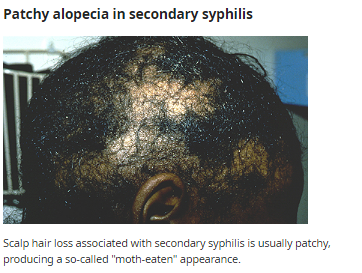 Patchy alopecia in secondary syphilis
Scalp hair loss associated with secondary syphilis is usually patchy,
producing a so-called "moth-eaten" appearance.